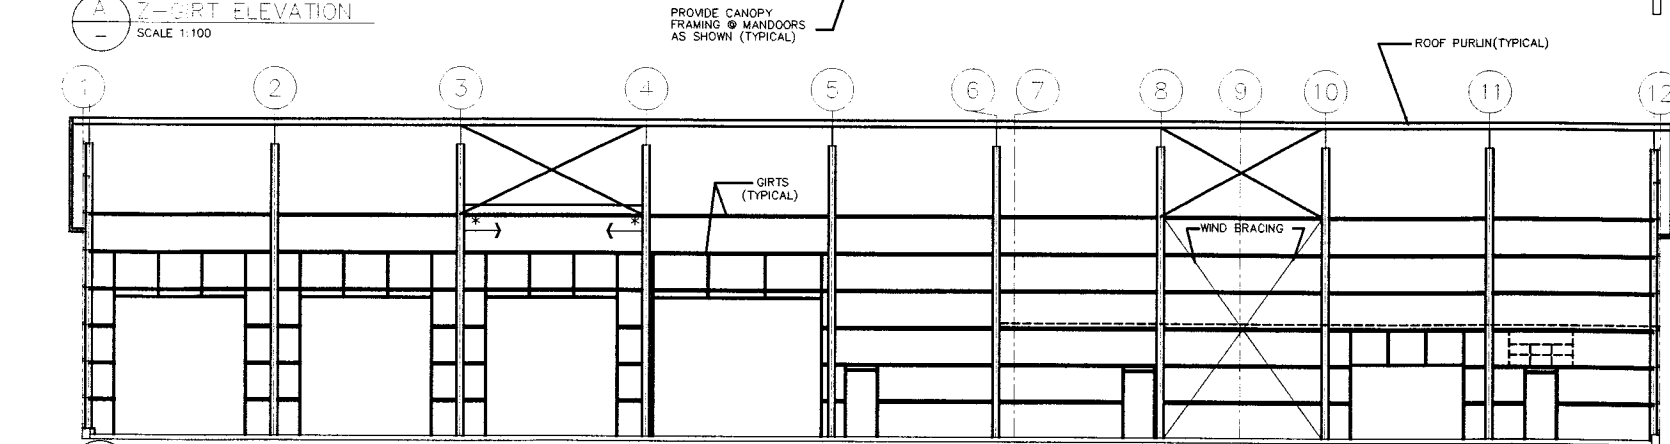 A
–
Z-GIRT ELEVATION
SCALE 1:100
PROVIDE CANOPY
FRAMING @ MANDOORS
AS SHOWN (TYPICAL)
ROOF PURLIN(TYPICAL)
1 2 3 4 5 6 7 8 9 10 11 12
GIRTS
(TYPICAL)
* *
WIND BRACING